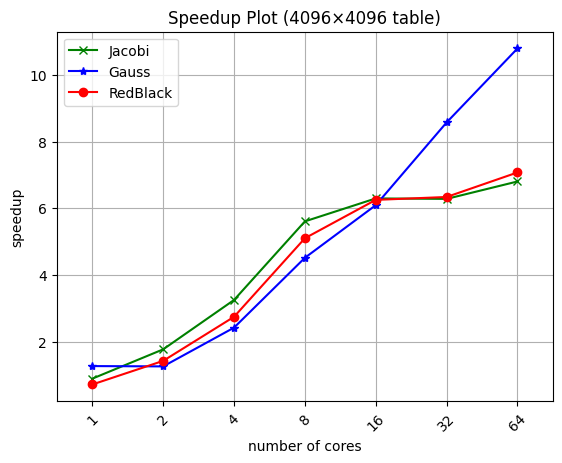 Speedup Plot (4096×4096 table)
Jacobi
Gauss
RedBlack
10
8
6
4
2
speedup
1 2 4 8 16 32 64
number of cores